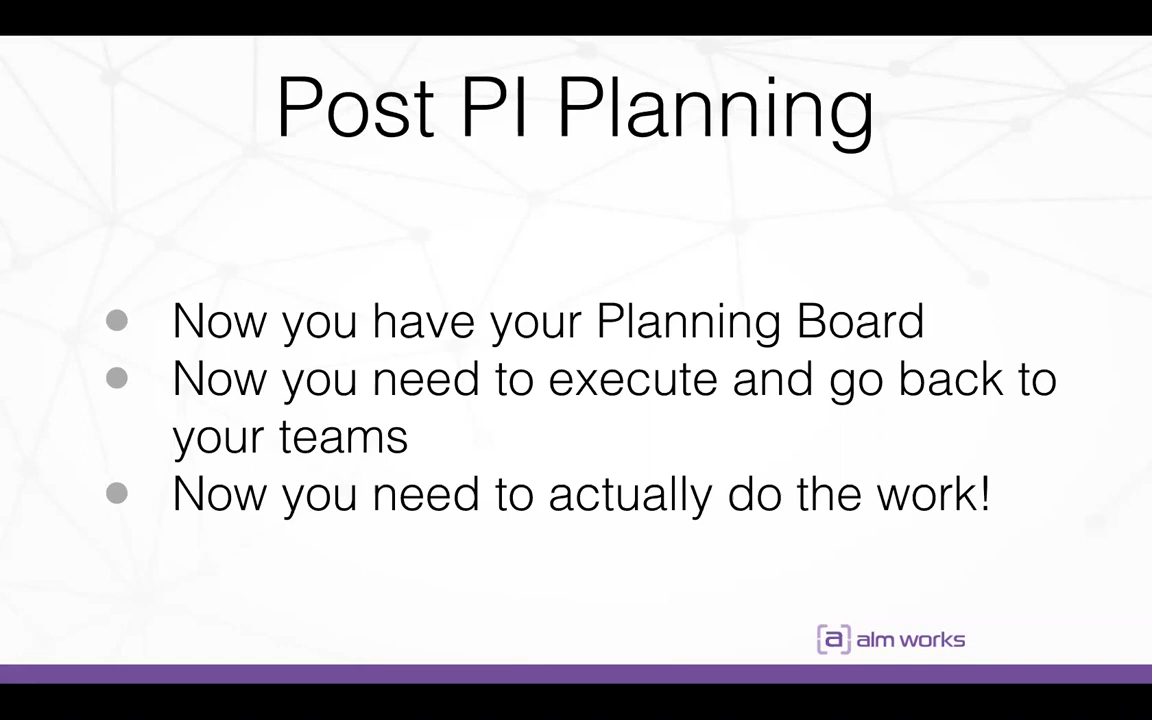 Post PI Planning
Now you have your Planning Board
Now you need to execute and go back to
your teams
Now you need to actually do the work!
[a] alm works